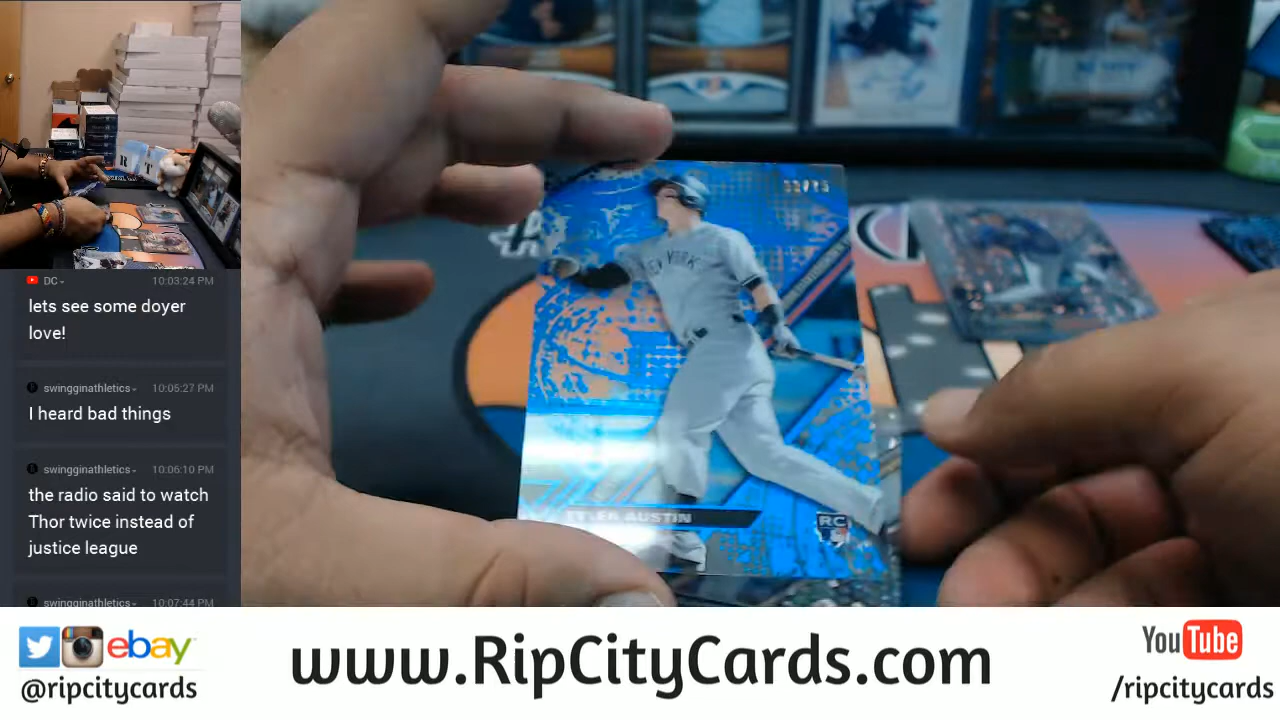 DC
10:03:24 PM
lets see some doyer
love!
swingginathletics
10:05:27 PM
I heard bad things
swingginathletics
10:06:10 PM
the radio said to watch
Thor twice instead of
justice league
swingginathletics
10:07:44 PM
NEW YORK
AUSTIN
RC
ebay
@ripcitycards
www.RipCityCards.com
YouTube
/ripcitycards